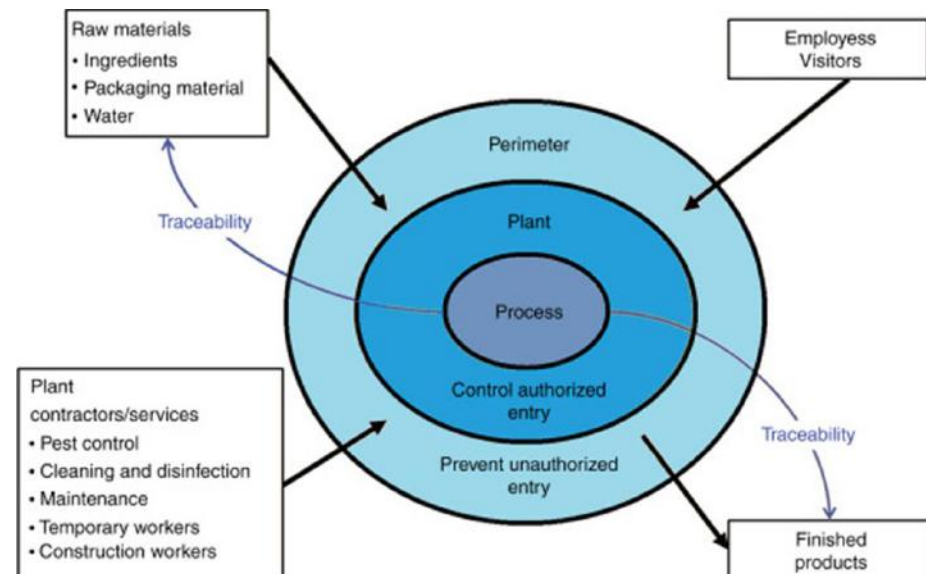 Raw materials
• Ingredients
• Packaging material
• Water
Employess
Visitors
Perimeter
Traceability
Plant
Process
Control authorized
entry
Prevent unauthorized
entry
Traceability
Plant
contractors/services
• Pest control
• Cleaning and disinfection
• Maintenance
• Temporary workers
• Construction workers
Finished
products